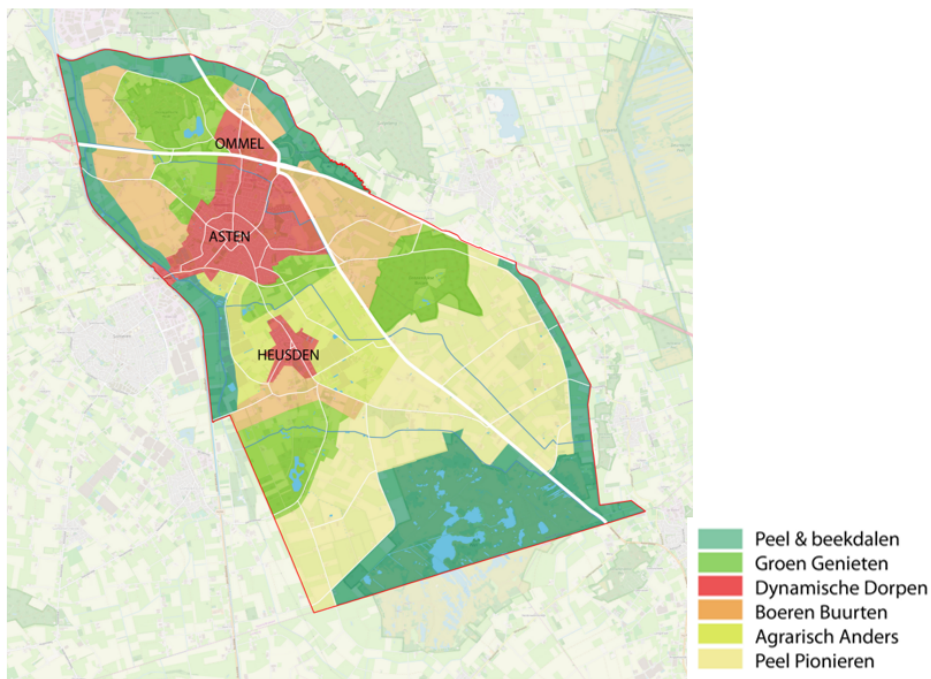 OMMEL
ASTEN
HEUSDEN
Peel & beekdalen
Groen Genieten
Dynamische Dorpen
Boeren Buurten
Agrarisch Anders
Peel Pionieren